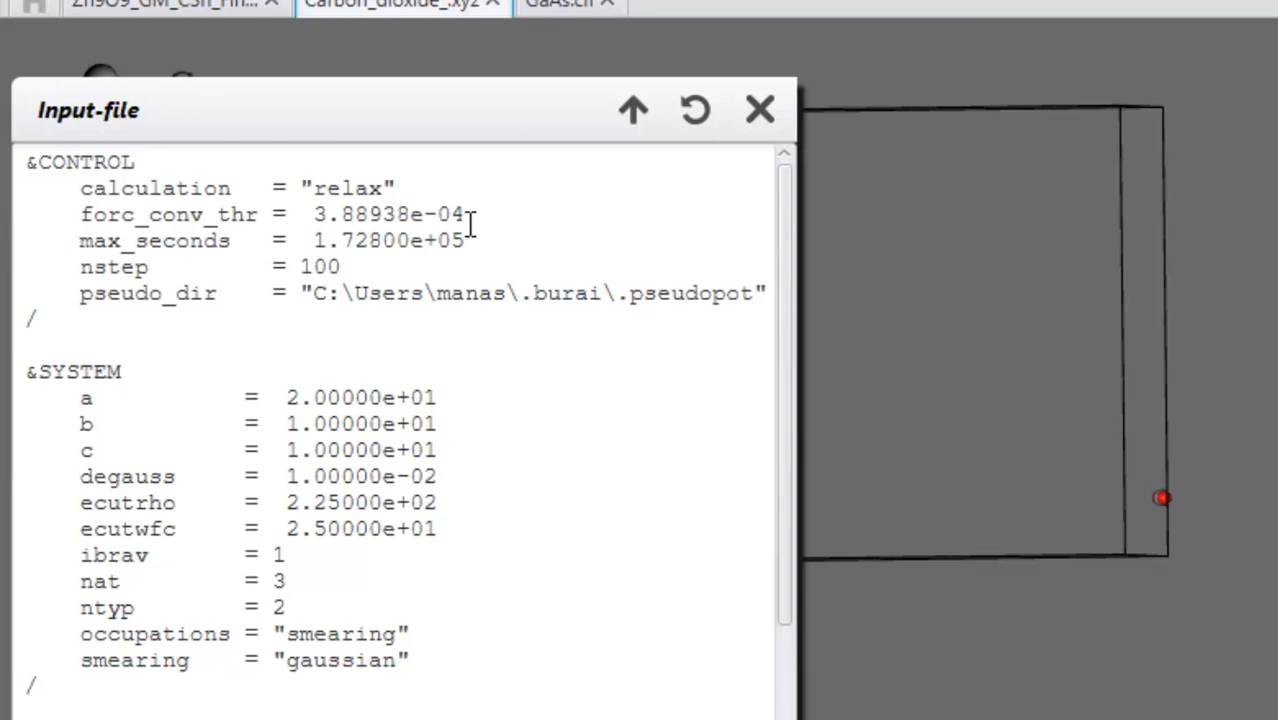 Carbon_dioxide_.xyz
GaAs.cif
Input-file
&CONTROL
calculation = "relax"
forc_conv_thr = 3.88938e-04
max_seconds = 1.72800e+05
nstep = 100
pseudo_dir = "C:\Users\manas\.burai\.pseudopot"
/
&SYSTEM
a = 2.00000e+01
b = 1.00000e+01
c = 1.00000e+01
degauss = 1.00000e-02
ecutrho = 2.25000e+02
ecutwfc = 2.50000e+01
ibrav = 1
nat = 3
ntyp = 2
occupations = "smearing"
smearing = "gaussian"
/